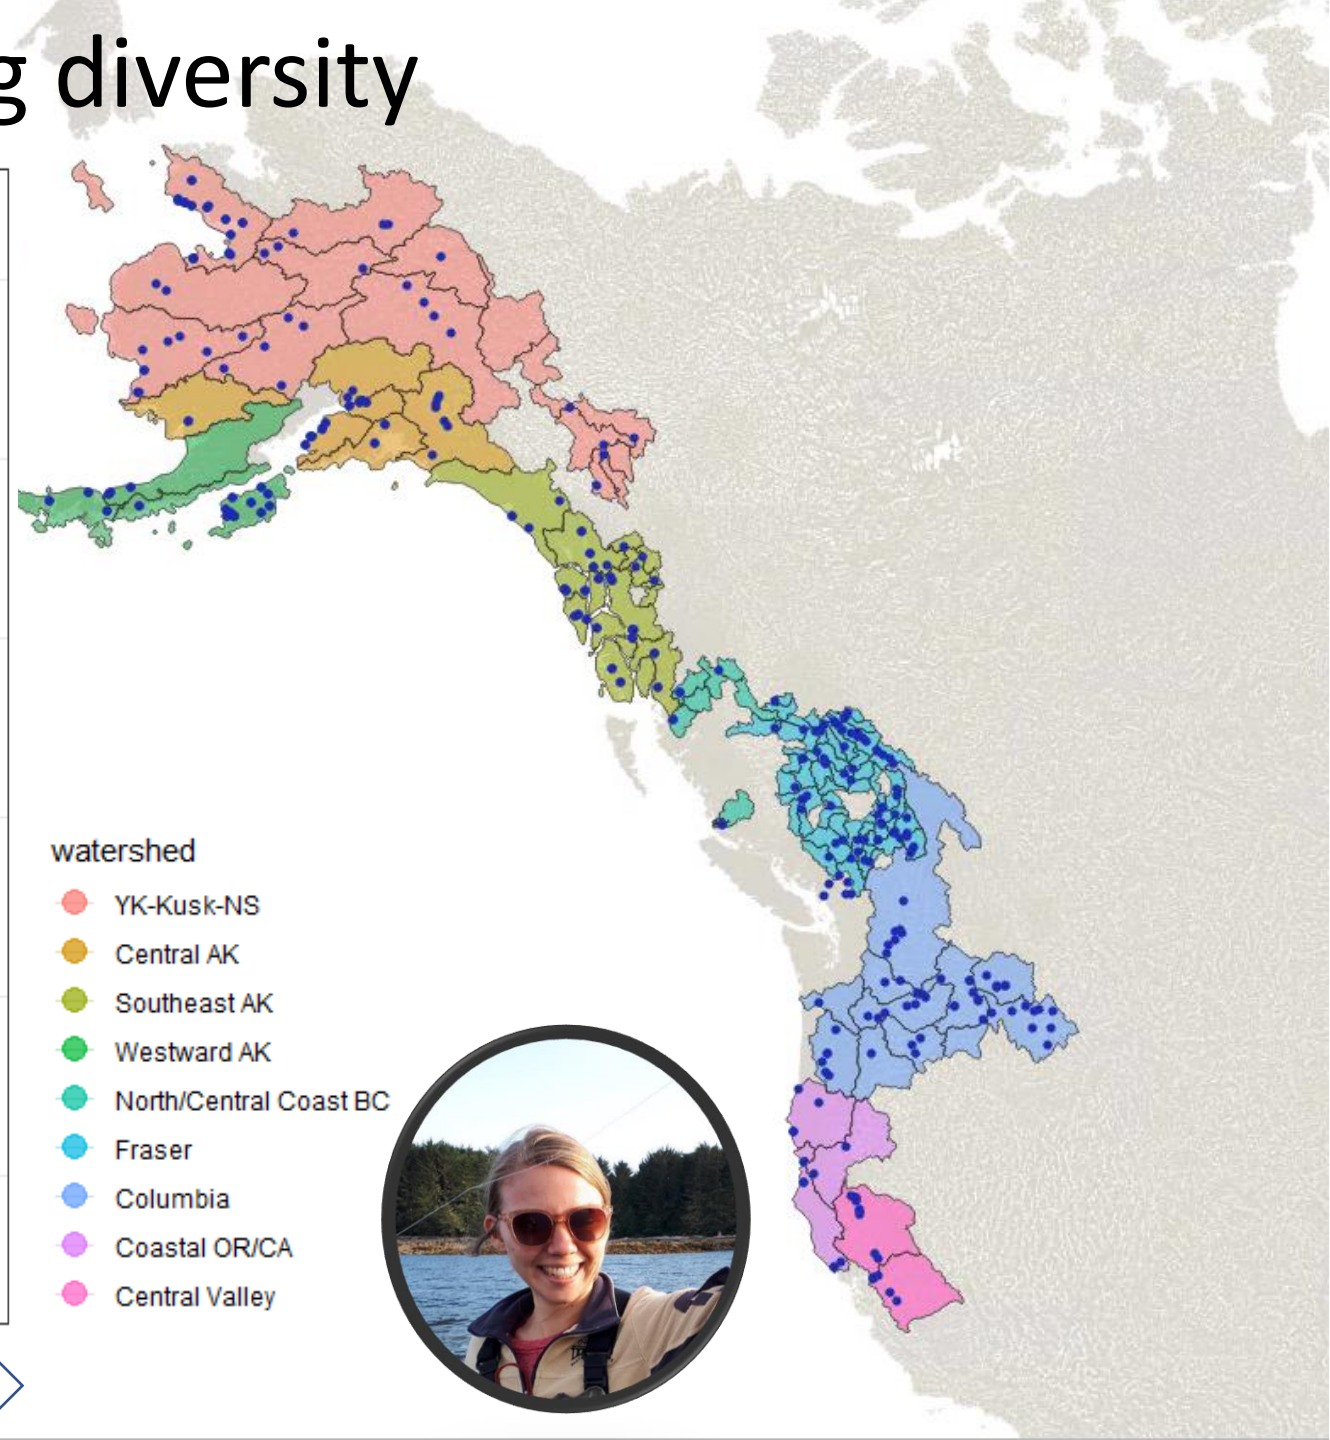 g diversity
watershed
YK-Kusk-NS
Central AK
Southeast AK
Westward AK
North/Central Coast BC
Fraser
Columbia
Coastal OR/CA
Central Valley